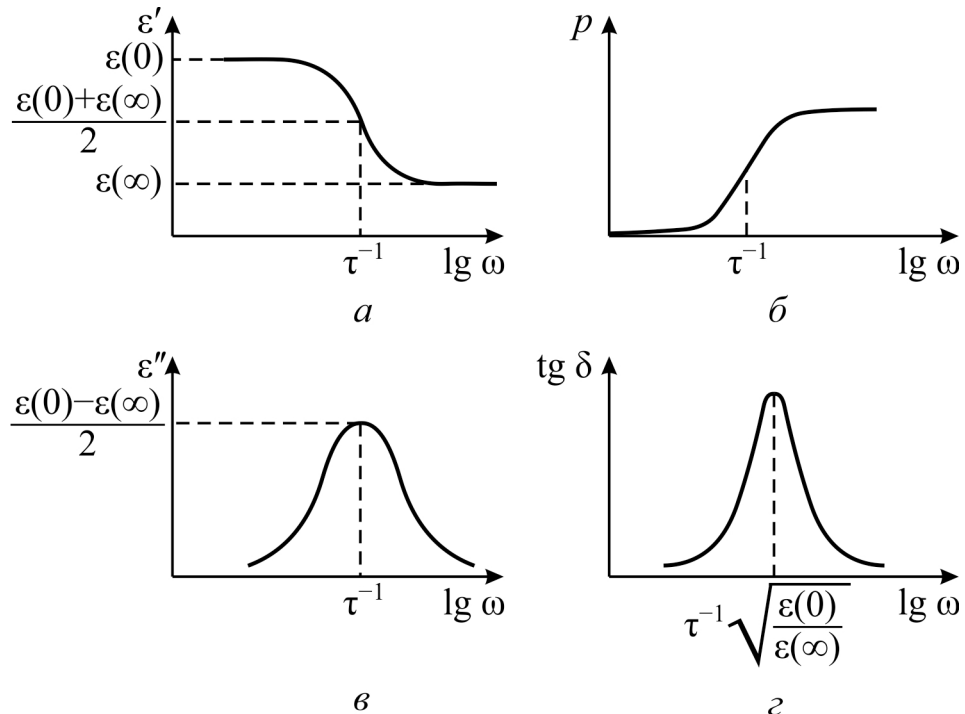 ε′
ε(0)
ε(0)+ε(∞)
2
ε(∞)
τ⁻¹
lg ω
а
p
τ⁻¹
lg ω
б
ε″
ε(0)−ε(∞)
2
τ⁻¹
lg ω
в
tg δ
τ⁻¹ √ε(0)
ε(∞)
lg ω
г